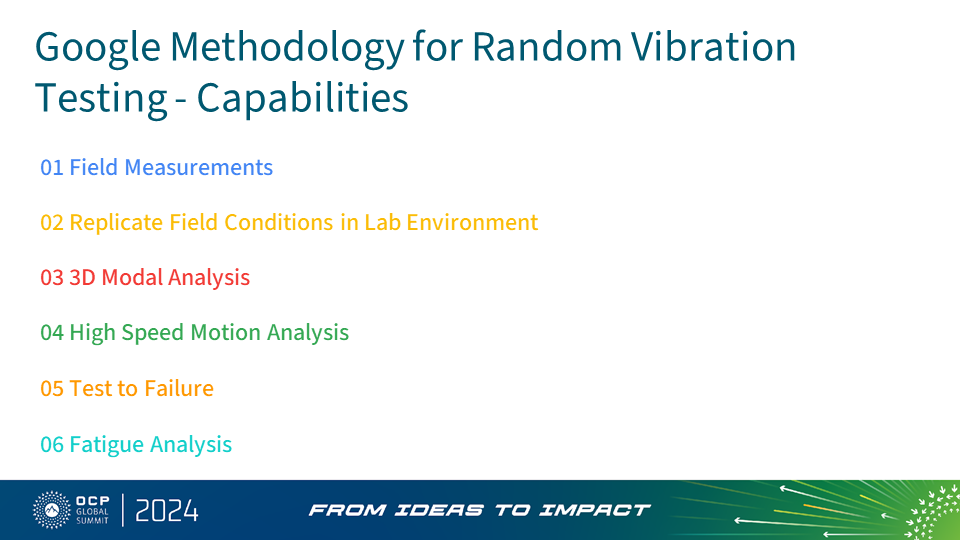 Google Methodology for Random Vibration
Testing - Capabilities
01 Field Measurements
02 Replicate Field Conditions in Lab Environment
03 3D Modal Analysis
04 High Speed Motion Analysis
05 Test to Failure
06 Fatigue Analysis
OCP
GLOBAL
SUMMIT
2024
FROM IDEAS TO IMPACT